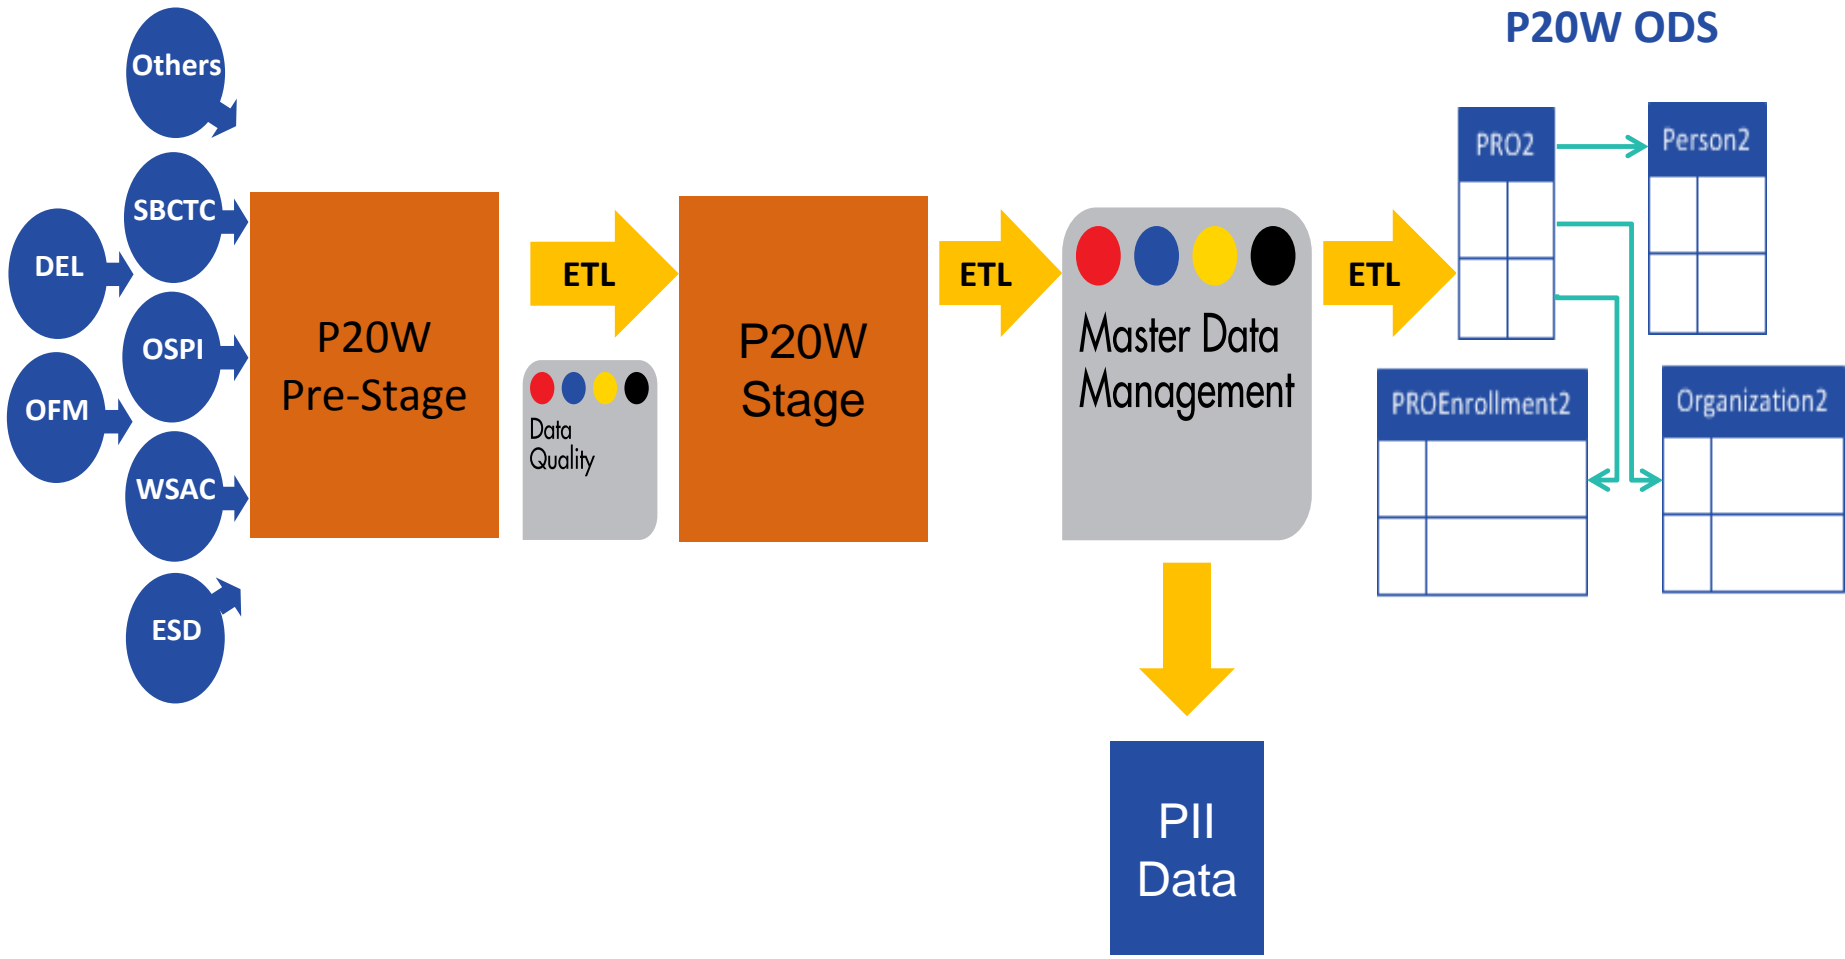 P20W ODS
Others
SBCTC
DEL
OSPI
OFM
WSAC
ESD
P20W
Pre-Stage
ETL
Data
Quality
P20W
Stage
ETL
Master Data
Management
ETL
PRO2
Person2
PROEnrollment2
Organization2
PII
Data